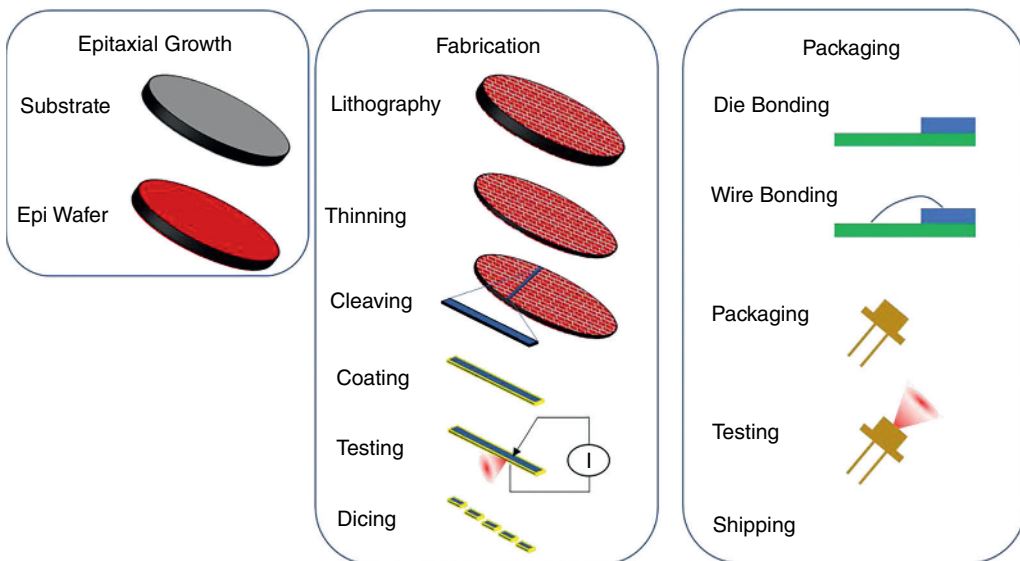 Epitaxial Growth
Substrate
Epi Wafer
Fabrication
Lithography
Thinning
Cleaving
Coating
Testing
I
Dicing
Packaging
Die Bonding
Wire Bonding
Packaging
Testing
Shipping